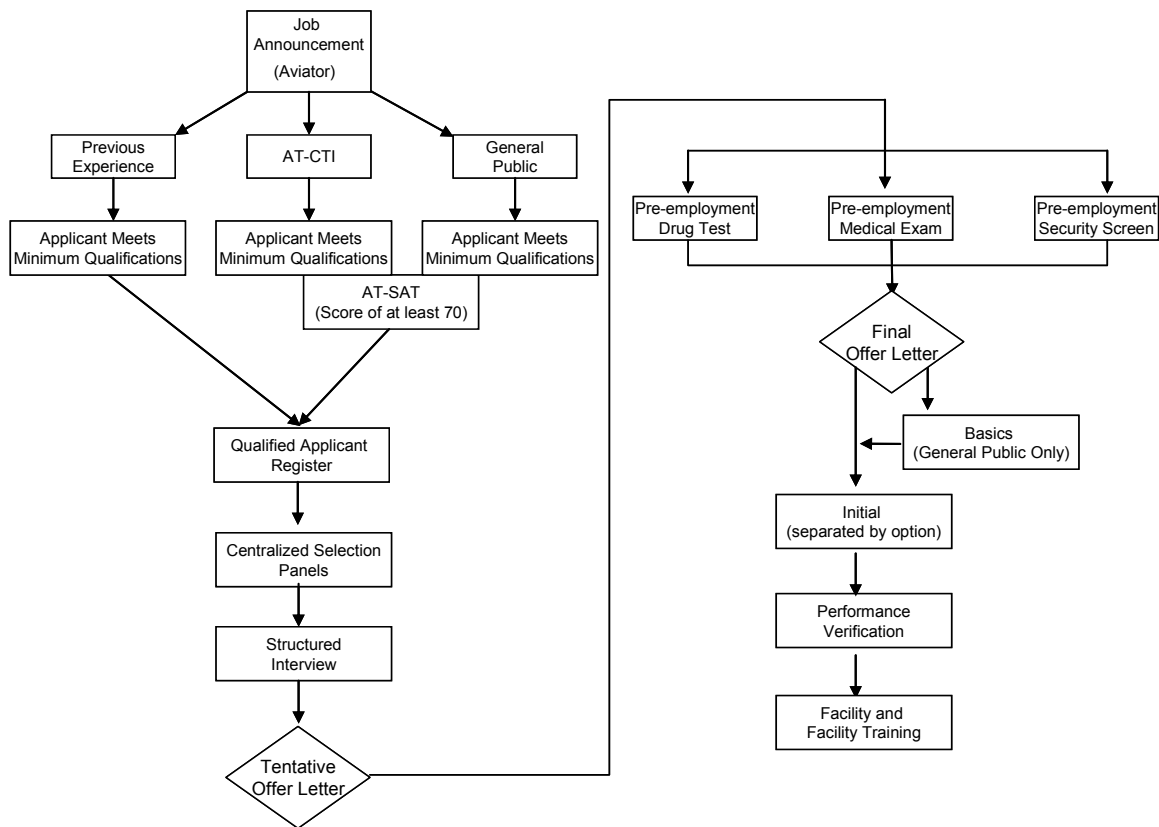 Job
Announcement
(Aviator)
Previous
Experience
AT-CTI
General
Public
Applicant Meets
Minimum Qualifications
Applicant Meets
Minimum Qualifications
Applicant Meets
Minimum Qualifications
AT-SAT
(Score of at least 70)
Qualified Applicant
Register
Centralized Selection
Panels
Structured
Interview
Tentative
Offer Letter
Pre-employment
Drug Test
Pre-employment
Medical Exam
Pre-employment
Security Screen
Final
Offer Letter
Basics
(General Public Only)
Initial
(separated by option)
Performance
Verification
Facility and
Facility Training